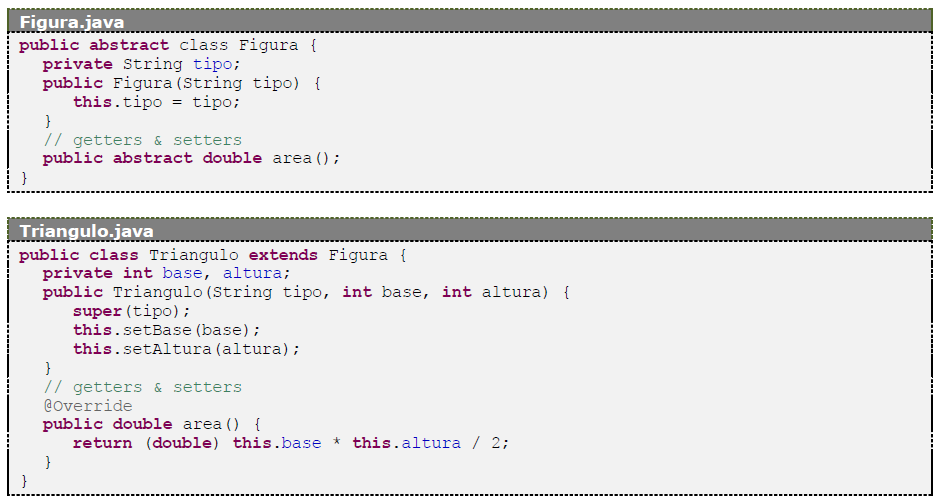 Figura.java
public abstract class Figura {
private String tipo;
public Figura(String tipo) {
this.tipo = tipo;
}
// getters & setters
public abstract double area();
}
Triangulo.java
public class Triangulo extends Figura {
private int base, altura;
public Triangulo(String tipo, int base, int altura) {
super(tipo);
this.setBase(base);
this.setAltura(altura);
}
// getters & setters
@Override
public double area() {
return (double) this.base * this.altura / 2;
}
}